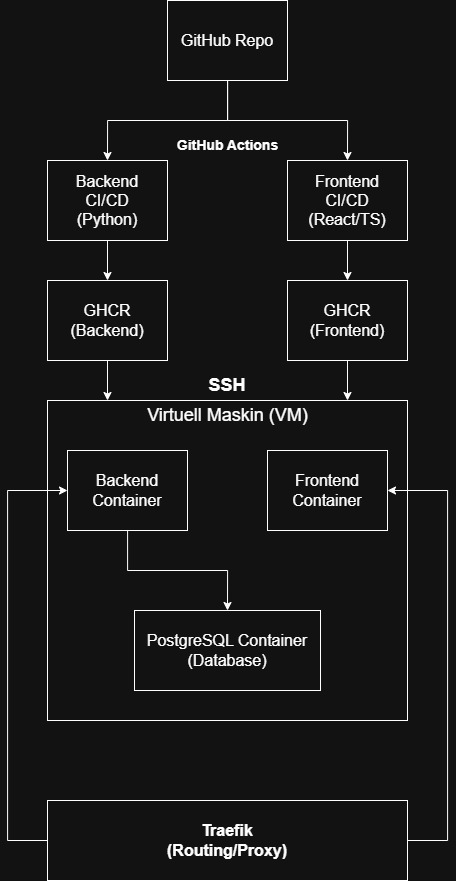 GitHub Repo
GitHub Actions
Backend
CI/CD
(Python)
Frontend
CI/CD
(React/TS)
GHCR
(Backend)
GHCR
(Frontend)
SSH
Virtuell Maskin (VM)
Backend
Container
Frontend
Container
PostgreSQL Container
(Database)
Traefik
(Routing/Proxy)